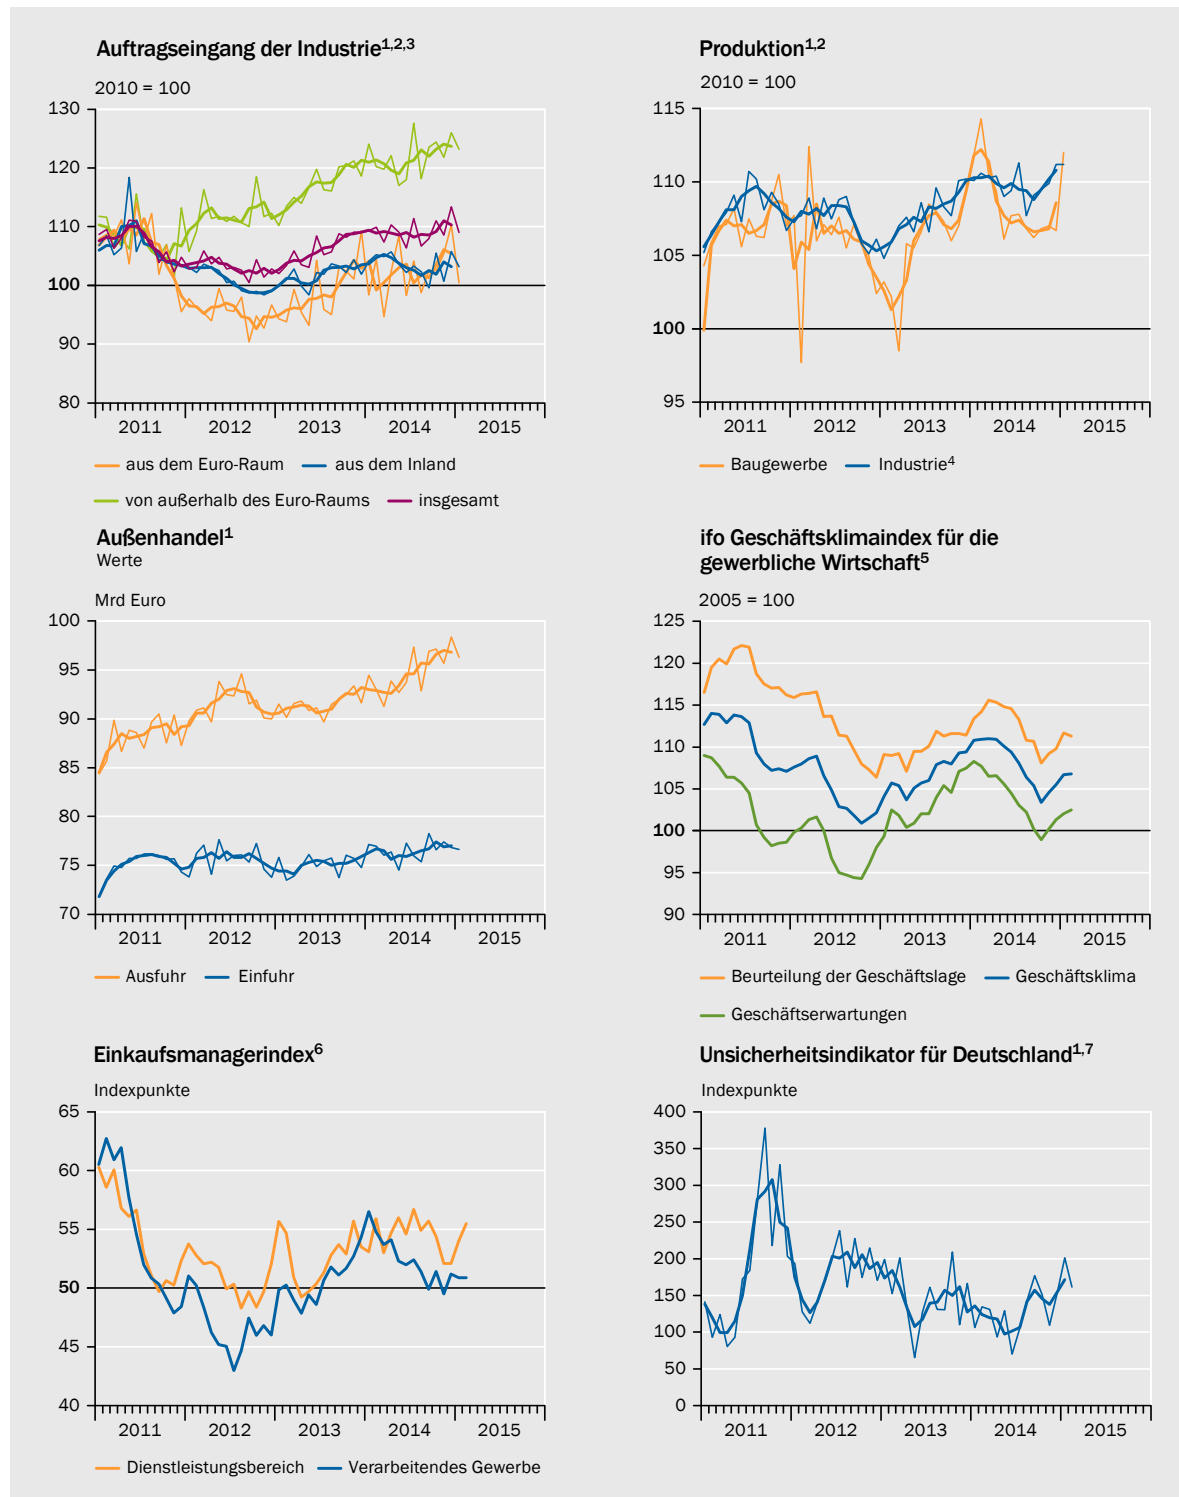 Auftragseingang der Industrie1,2,3
2010 = 100
130
120
110
100
90
80
2011 2012 2013 2014 2015
aus dem Euro-Raum aus dem Inland
von außerhalb des Euro-Raums insgesamt
Produktion1,2
2010 = 100
115
110
105
100
95
2011 2012 2013 2014 2015
Baugewerbe Industrie4
Außenhandel1
Werte
Mrd Euro
100
95
90
85
80
75
70
2011 2012 2013 2014 2015
Ausfuhr Einfuhr
ifo Geschäftsklimaindex für die
gewerbliche Wirtschaft5
2005 = 100
125
120
115
110
105
100
95
90
2011 2012 2013 2014 2015
Beurteilung der Geschäftslage Geschäftsklima
Geschäftserwartungen
Einkaufsmanagerindex6
Indexpunkte
65
60
55
50
45
40
2011 2012 2013 2014 2015
Dienstleistungsbereich Verarbeitendes Gewerbe
Unsicherheitsindikator für Deutschland1,7
Indexpunkte
400
350
300
250
200
150
100
50
0
2011 2012 2013 2014 2015